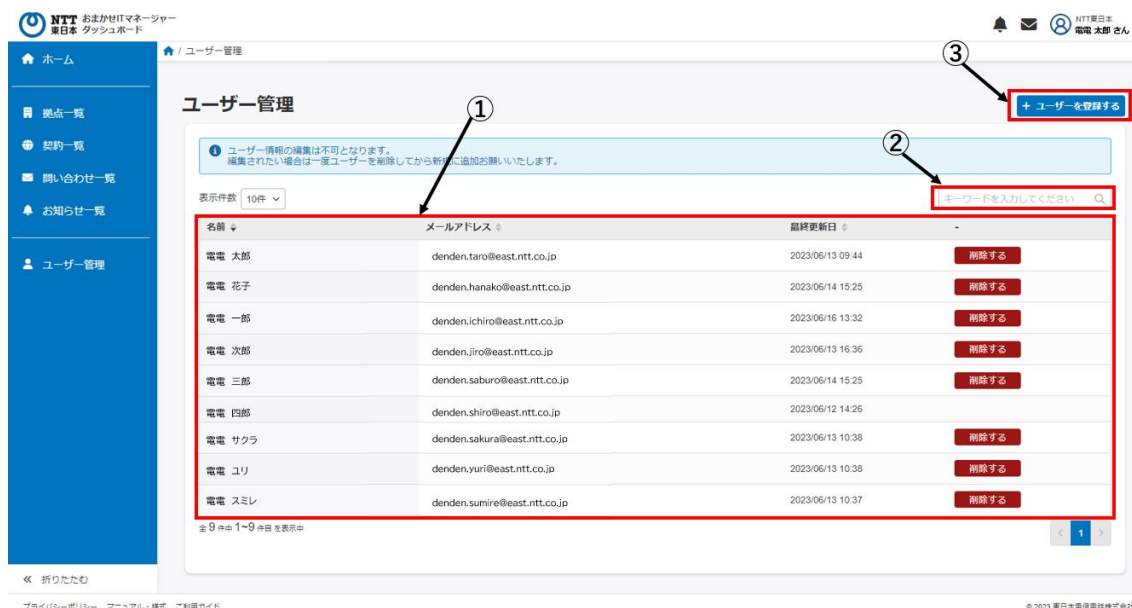 NTT おまかせITマネージャー
東日本 ダッシュボード
NTT東日本
電電 太郎 さん
ホーム
/ ユーザー管理
③
拠点一覧
契約一覧
問い合わせ一覧
お知らせ一覧
ユーザー管理
ユーザー管理
①
+ ユーザーを登録する
ユーザー情報の編集は不可となります。
編集されたい場合は一度ユーザーを削除してから新規に追加お願いいたします。
②
表示件数 10件
キーワードを入力してください
名前 メールアドレス 最終更新日 -
電電 太郎 denden.taro@east.ntt.co.jp 2023/06/13 09:44 削除する
電電 花子 denden.hanako@east.ntt.co.jp 2023/06/14 15:25 削除する
電電 一郎 denden.ichiro@east.ntt.co.jp 2023/06/16 13:32 削除する
電電 次郎 denden.jiro@east.ntt.co.jp 2023/06/13 16:36 削除する
電電 三郎 denden.saburo@east.ntt.co.jp 2023/06/14 15:25 削除する
電電 四郎 denden.shiro@east.ntt.co.jp 2023/06/12 14:26
電電 サクラ denden.sakura@east.ntt.co.jp 2023/06/13 10:38 削除する
電電 ユリ denden.yuri@east.ntt.co.jp 2023/06/13 10:38 削除する
電電 スミレ denden.sumire@east.ntt.co.jp 2023/06/13 10:37 削除する
全 9 件中 1~9 件目 を表示中
< 1 >
« 折りたたむ
プライバシーポリシー マニュアル・様式 ご利用ガイド
© 2023 東日本電信電話株式会社